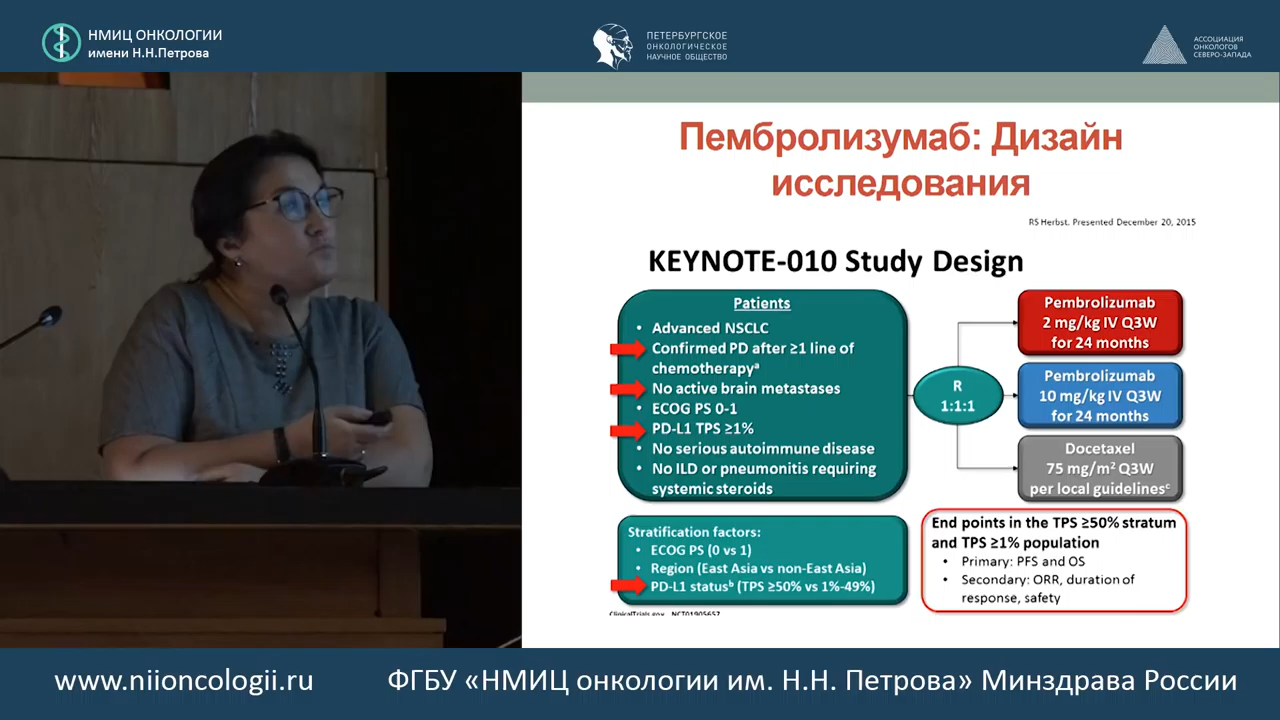 НМИЦ ОНКОЛОГИИ
имени Н.Н.Петрова
ПЕТЕРБУРГСКОЕ
ОНКОЛОГИЧЕСКОЕ
НАУЧНОЕ ОБЩЕСТВО
АССОЦИАЦИЯ
ОНКОЛОГОВ
СЕВЕРО-ЗАПАДА
Пембролизумаб: Дизайн
исследования
RS Herbst. Presented December 20, 2015
KEYNOTE-010 Study Design
Patients
• Advanced NSCLC
• Confirmed PD after ≥1 line of
chemotherapyᵃ
• No active brain metastases
• ECOG PS 0-1
• PD-L1 TPS ≥1%
• No serious autoimmune disease
• No ILD or pneumonitis requiring
systemic steroids
R
1:1:1
Pembrolizumab
2 mg/kg IV Q3W
for 24 months
Pembrolizumab
10 mg/kg IV Q3W
for 24 months
Docetaxel
75 mg/m² Q3W
per local guidelinesᶜ
Stratification factors:
• ECOG PS (0 vs 1)
• Region (East Asia vs non-East Asia)
• PD-L1 statusᵇ (TPS ≥50% vs 1%-49%)
End points in the TPS ≥50% stratum
and TPS ≥1% population
• Primary: PFS and OS
• Secondary: ORR, duration of
response, safety
ClinicalTrials.gov, NCT01905657
www.niioncologii.ru
ФГБУ «НМИЦ онкологии им. Н.Н. Петрова» Минздрава России